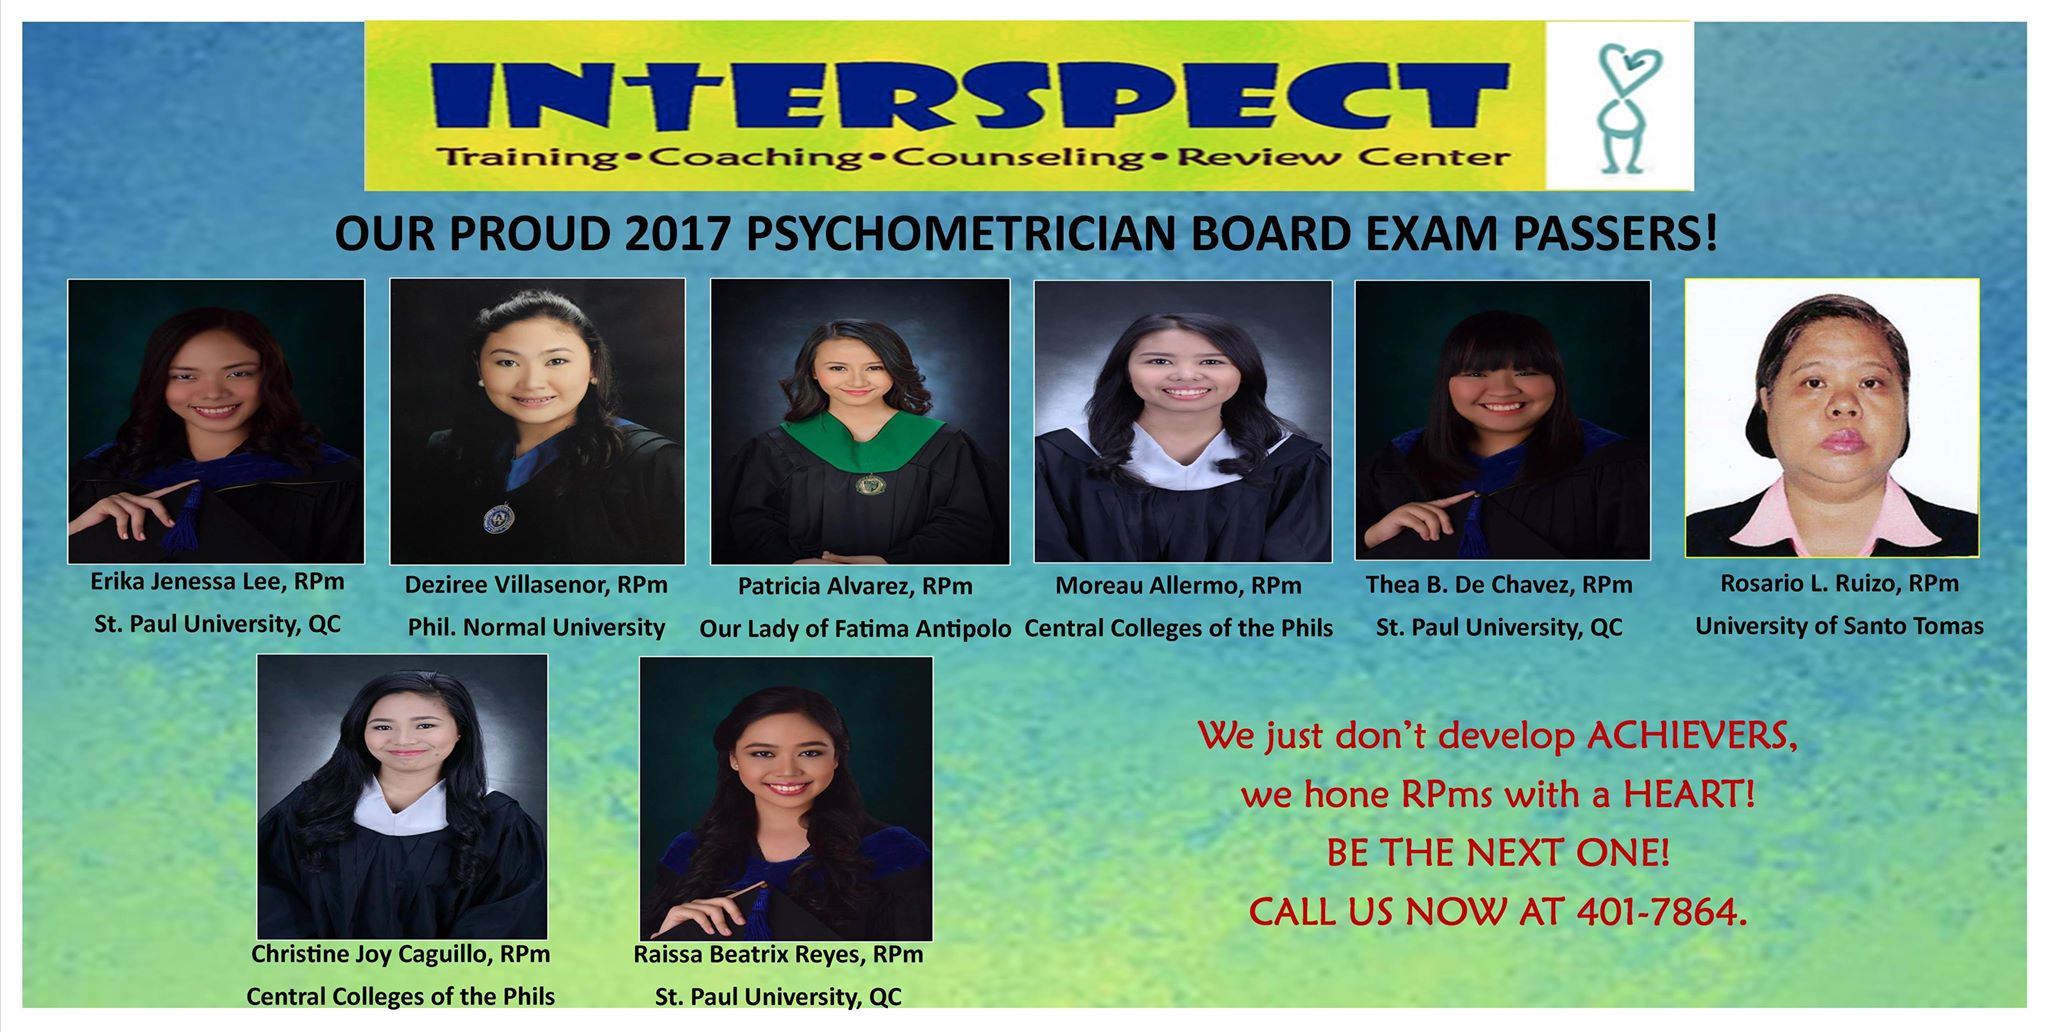 INTERSPECT
Training•Coaching•Counseling•Review Center
OUR PROUD 2017 PSYCHOMETRICIAN BOARD EXAM PASSERS!
Erika Jenessa Lee, RPm
St. Paul University, QC
Deziree Villasenor, RPm
Phil. Normal University
Patricia Alvarez, RPm
Our Lady of Fatima Antipolo
Moreau Allermo, RPm
Central Colleges of the Phils
Thea B. De Chavez, RPm
St. Paul University, QC
Rosario L. Ruizo, RPm
University of Santo Tomas
Christine Joy Caguillo, RPm
Central Colleges of the Phils
Raissa Beatrix Reyes, RPm
St. Paul University, QC
We just don't develop ACHIEVERS,
we hone RPms with a HEART!
BE THE NEXT ONE!
CALL US NOW AT 401-7864.